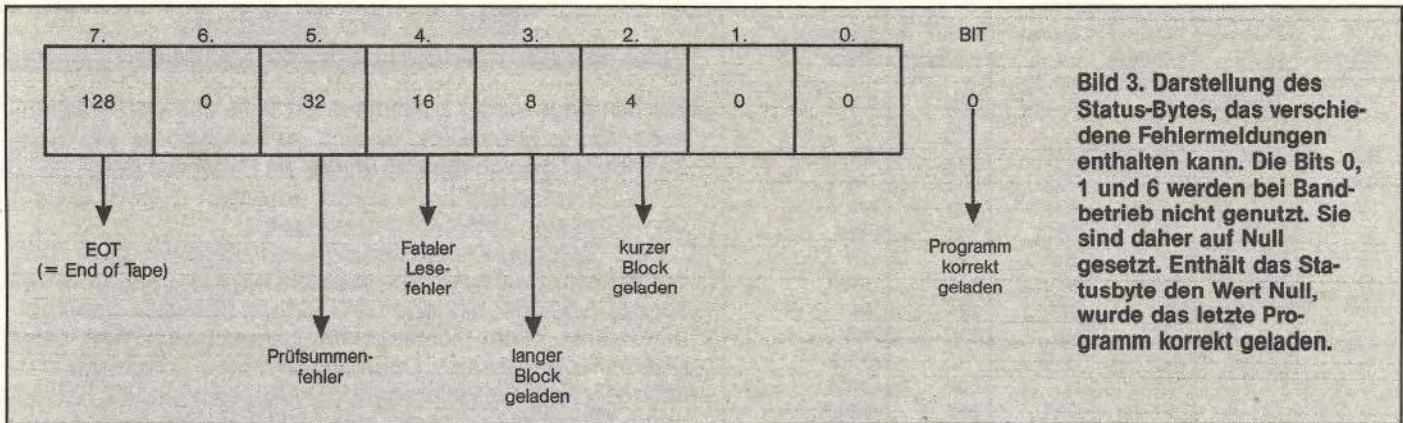 7. 6. 5. 4. 3. 2. 1. 0. BIT
128 0 32 16 8 4 0 0 0
EOT
(= End of Tape)
Prüfsummen-
fehler
Fataler
Lese-
fehler
langer
Block
geladen
kurzer
Block
geladen
Programm
korrekt
geladen
Bild 3. Darstellung des
Status-Bytes, das verschie-
dene Fehlermeldungen
enthalten kann. Die Bits 0,
1 und 6 werden bei Band-
betrieb nicht genutzt. Sie
sind daher auf Null
gesetzt. Enthält das Sta-
tusbyte den Wert Null,
wurde das letzte Pro-
gramm korrekt geladen.